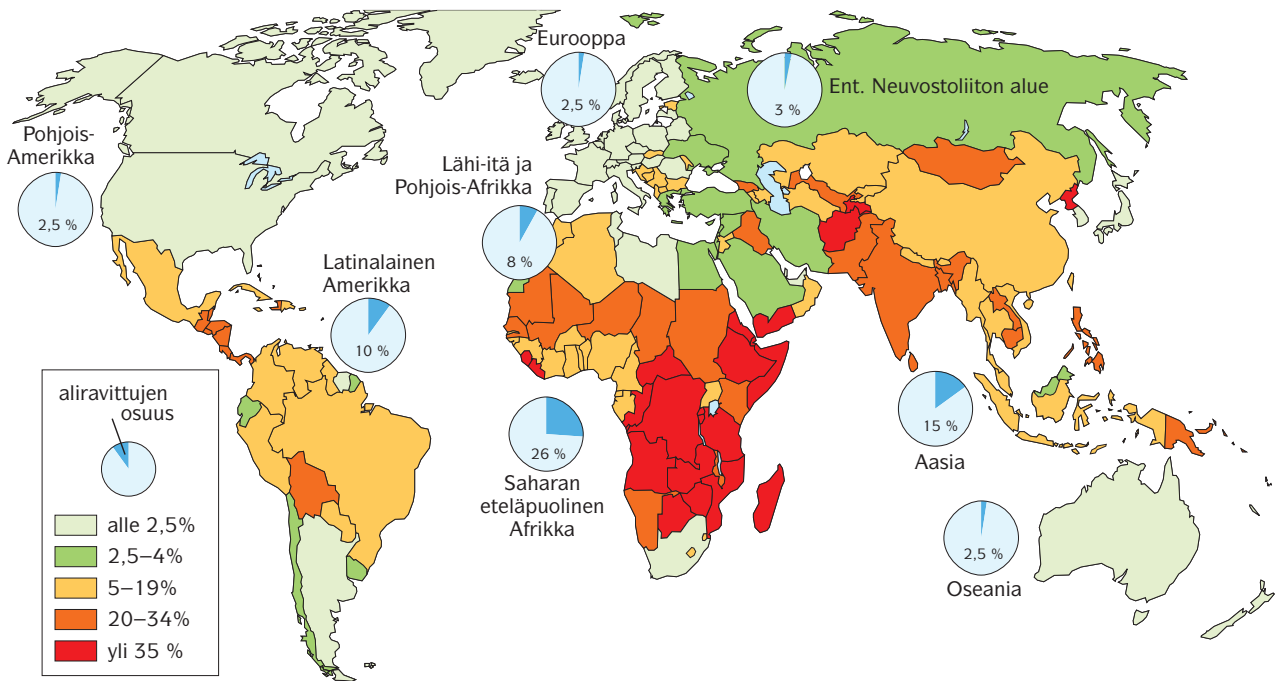 Eurooppa
2,5 %
Ent. Neuvostoliiton alue
3 %
Pohjois-
Amerikka
2,5 %
Lähi-itä ja
Pohjois-Afrikka
8 %
Latinalainen
Amerikka
10 %
26 %
Saharan
eteläpuolinen
Afrikka
15 %
Aasia
2,5 %
Oseania
aliravittujen
osuus
alle 2,5%
2,5–4%
5–19%
20–34%
yli 35 %